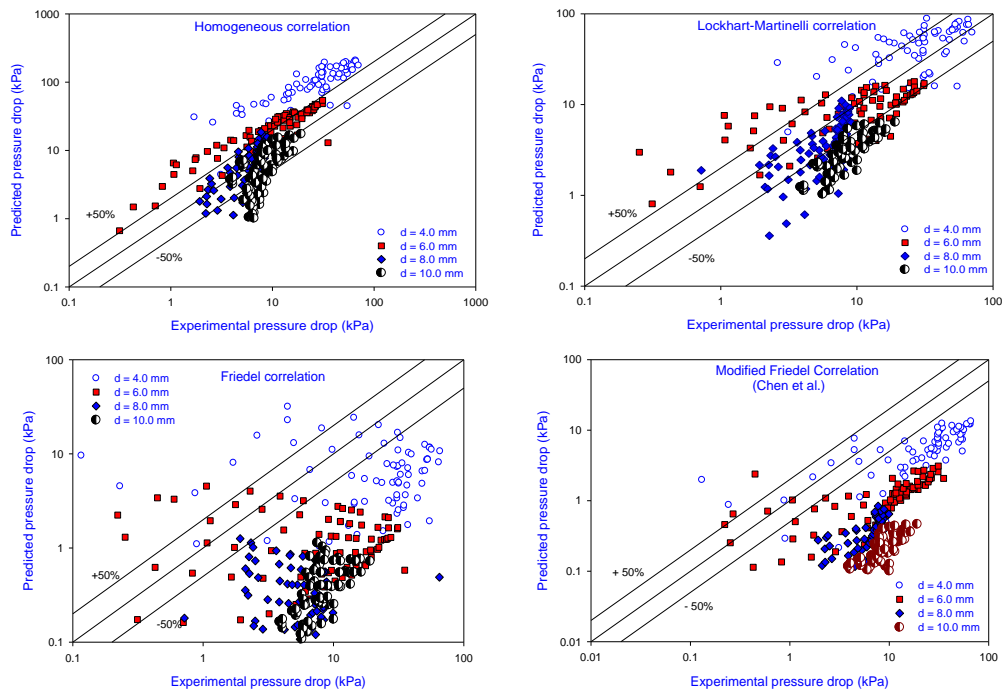 Homogeneous correlation
Predicted pressure drop (kPa)
1000
100
10
1
0.1
+50%
-50%
d = 4.0 mm
d = 6.0 mm
d = 8.0 mm
d = 10.0 mm
0.1 1 10 100 1000
Experimental pressure drop (kPa)
Lockhart-Martinelli correlation
Predicted pressure drop (kPa)
100
10
1
0.1
+50%
-50%
d = 4.0 mm
d = 6.0 mm
d = 8.0 mm
d = 10.0 mm
0.1 1 10 100
Experimental pressure drop (kPa)
Friedel correlation
Predicted pressure drop (kPa)
100
10
1
0.1
d = 4.0 mm
d = 6.0 mm
d = 8.0 mm
d = 10.0 mm
+50%
-50%
0.1 1 10 100
Experimental pressure drop (kPa)
Modified Friedel Correlation
(Chen et al.)
Predicted pressure drop (kPa)
100
10
1
0.1
0.01
+ 50%
- 50%
d = 4.0 mm
d = 6.0 mm
d = 8.0 mm
d = 10.0 mm
0.01 0.1 1 10 100
Experimental pressure drop (kPa)